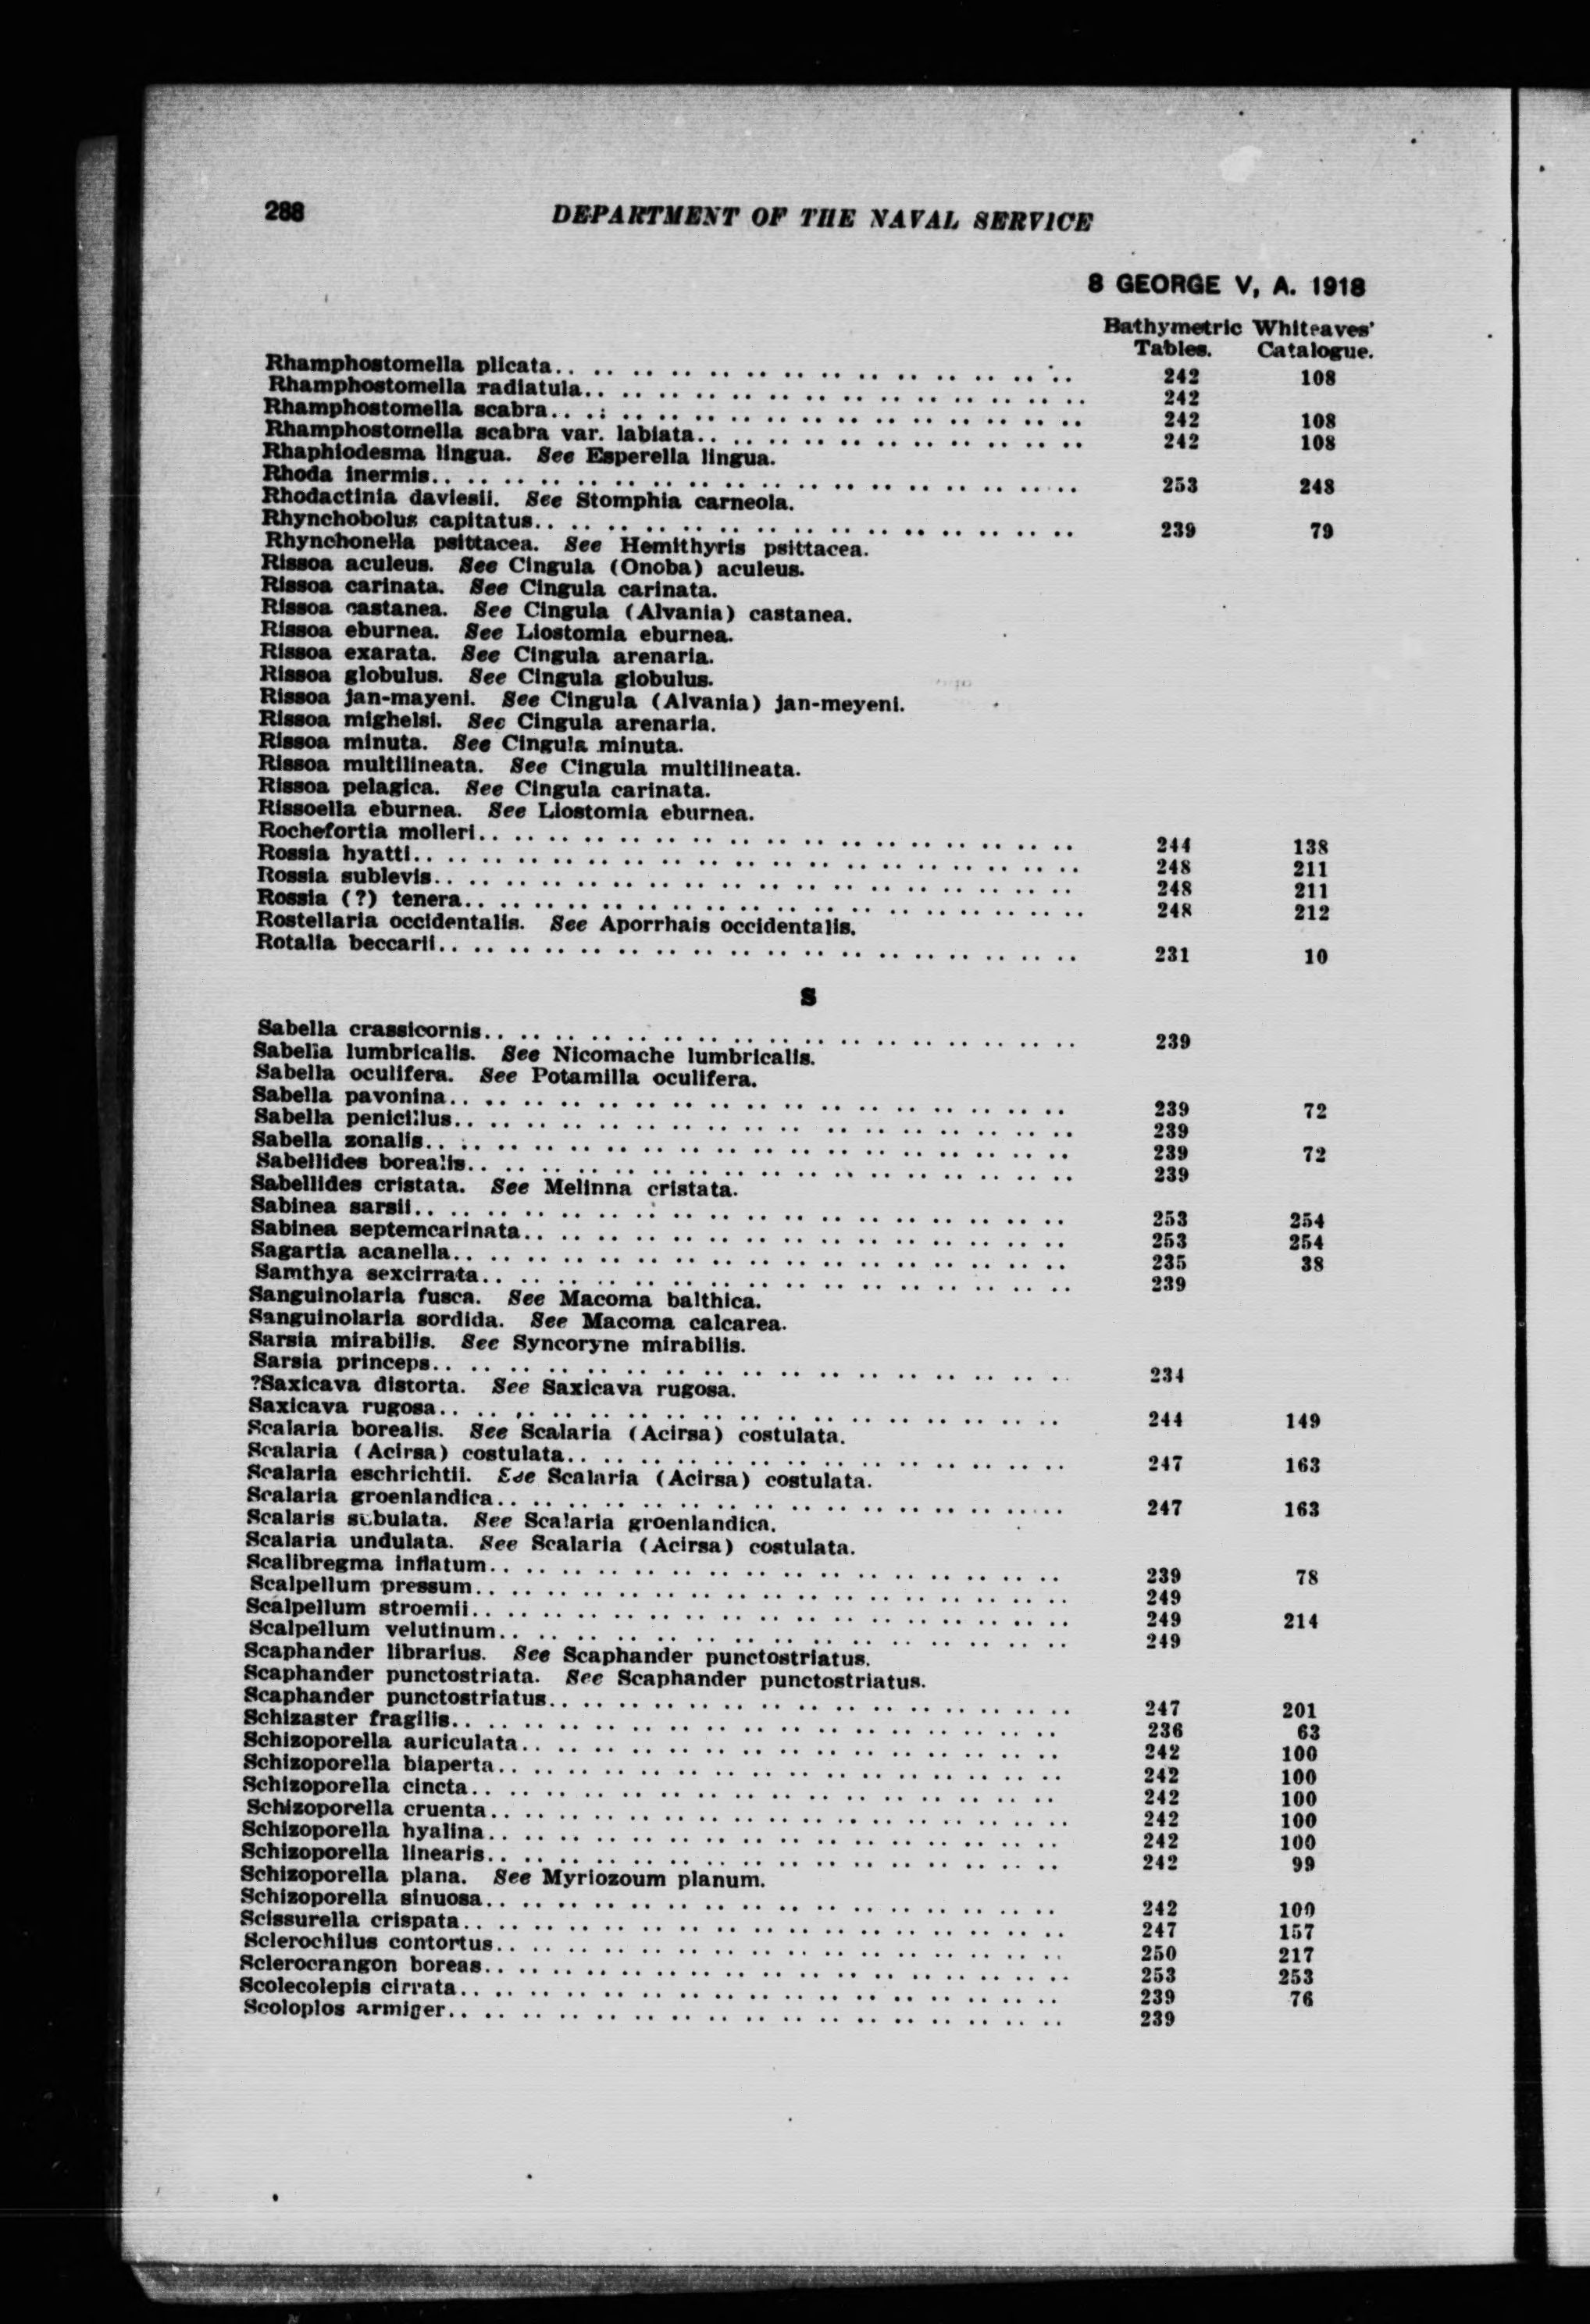 288
DEPARTMENT OF THE NAVAL SERVICE
8 GEORGE V, A. 1918
Bathymetric Whiteaves'
Tables. Catalogue.
Rhamphostomella plicata.. 242 108
Rhamphostomella radiatula.. 242
Rhamphostomella scabra.. 242 108
Rhamphostomella scabra var. labiata.. 242 108
Rhaphiodesma lingua. See Esperella lingua.
Rhoda inermis.. 253 248
Rhodactinia daviesii. See Stomphia carneola.
Rhynchobolus capitatus.. 239 79
Rhynchonella psittacea. See Hemithyris psittacea.
Rissoa aculeus. See Cingula (Onoba) aculeus.
Rissoa carinata. See Cingula carinata.
Rissoa castanea. See Cingula (Alvania) castanea.
Rissoa eburnea. See Liostomia eburnea.
Rissoa exarata. See Cingula arenaria.
Rissoa globulus. See Cingula globulus.
Rissoa jan-mayeni. See Cingula (Alvania) jan-meyeni.
Rissoa mighelsi. See Cingula arenaria.
Rissoa minuta. See Cingula minuta.
Rissoa multilineata. See Cingula multilineata.
Rissoa pelagica. See Cingula carinata.
Rissoella eburnea. See Liostomia eburnea.
Rochefortia molleri.. 244 138
Rossia hyatti.. 248 211
Rossia sublevis.. 248 211
Rossia (?) tenera.. 248 212
Rostellaria occidentalis. See Aporrhais occidentalis.
Rotalia beccarii.. 231 10
S
Sabella crassicornis.. 239
Sabella lumbricalis. See Nicomache lumbricalis.
Sabella oculifera. See Potamilla oculifera.
Sabella pavonina.. 239 72
Sabella penicillus.. 239
Sabella zonalis.. 239 72
Sabellides borealis.. 239
Sabellides cristata. See Melinna cristata.
Sabinea sarsii.. 253 254
Sabinea septemcarinata.. 253 254
Sagartia acanella.. 235 38
Samthya sexcirrata.. 239
Sanguinolaria fusca. See Macoma balthica.
Sanguinolaria sordida. See Macoma calcarea.
Sarsia mirabilis. See Syncoryne mirabilis.
Sarsia princeps.. 234
?Saxicava distorta. See Saxicava rugosa.
Saxicava rugosa.. 244 149
Scalaria borealis. See Scalaria (Acirsa) costulata.
Scalaria (Acirsa) costulata.. 247 163
Scalaria eschrichtii. See Scalaria (Acirsa) costulata.
Scalaria groenlandica.. 247 163
Scalaris subulata. See Scalaria groenlandica.
Scalaria undulata. See Scalaria (Acirsa) costulata.
Scalibregma inflatum.. 239 78
Scalpellum pressum.. 249
Scalpellum stroemii.. 249 214
Scalpellum velutinum.. 249
Scaphander librarius. See Scaphander punctostriatus.
Scaphander punctostriata. See Scaphander punctostriatus.
Scaphander punctostriatus.. 247 201
Schizaster fragilis.. 236 63
Schizoporella auriculata.. 242 100
Schizoporella biaperta.. 242 100
Schizoporella cincta.. 242 100
Schizoporella cruenta.. 242 100
Schizoporella hyalina.. 242 100
Schizoporella linearis.. 242 99
Schizoporella plana. See Myriozoum planum.
Schizoporella sinuosa.. 242 100
Scissurella crispata.. 247 157
Sclerochilus contortus.. 250 217
Sclerocrangon boreas.. 253 253
Scolecolepis cirrata.. 239 76
Scoloplos armiger.. 239